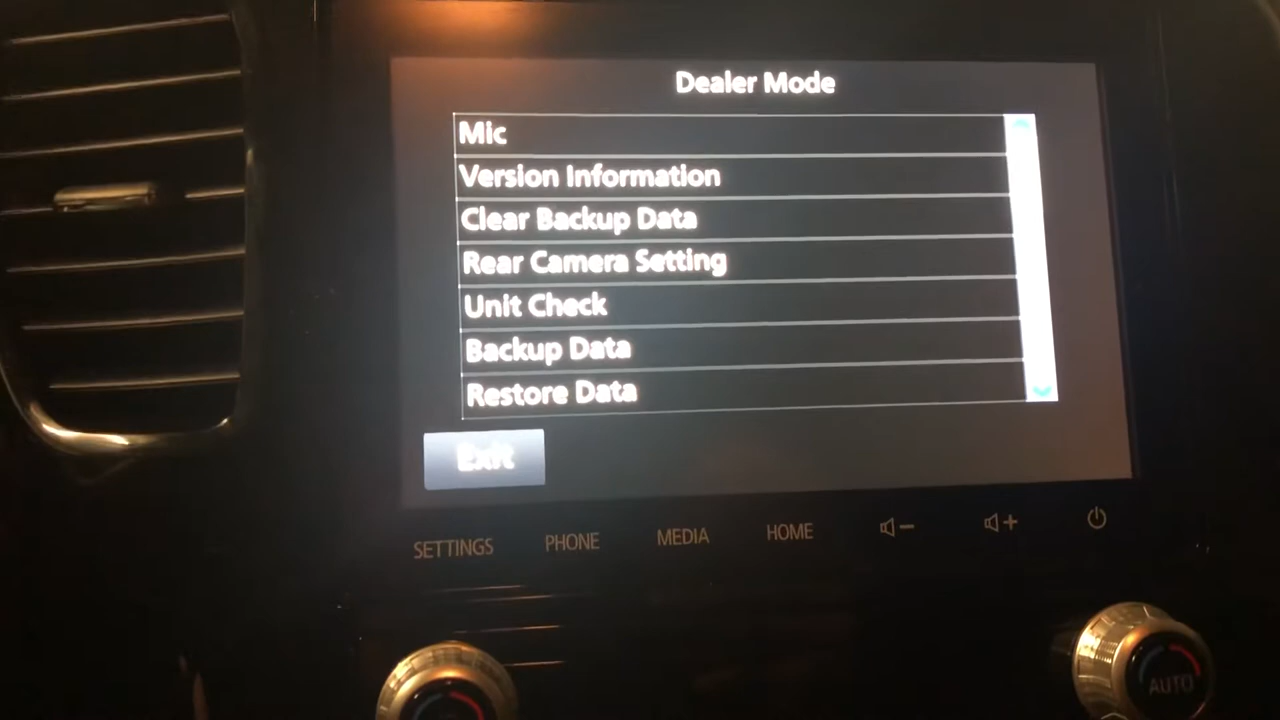 Dealer Mode
Mic
Version Information
Clear Backup Data
Rear Camera Setting
Unit Check
Backup Data
Restore Data
Exit
SETTINGS PHONE MEDIA HOME - +
AUTO